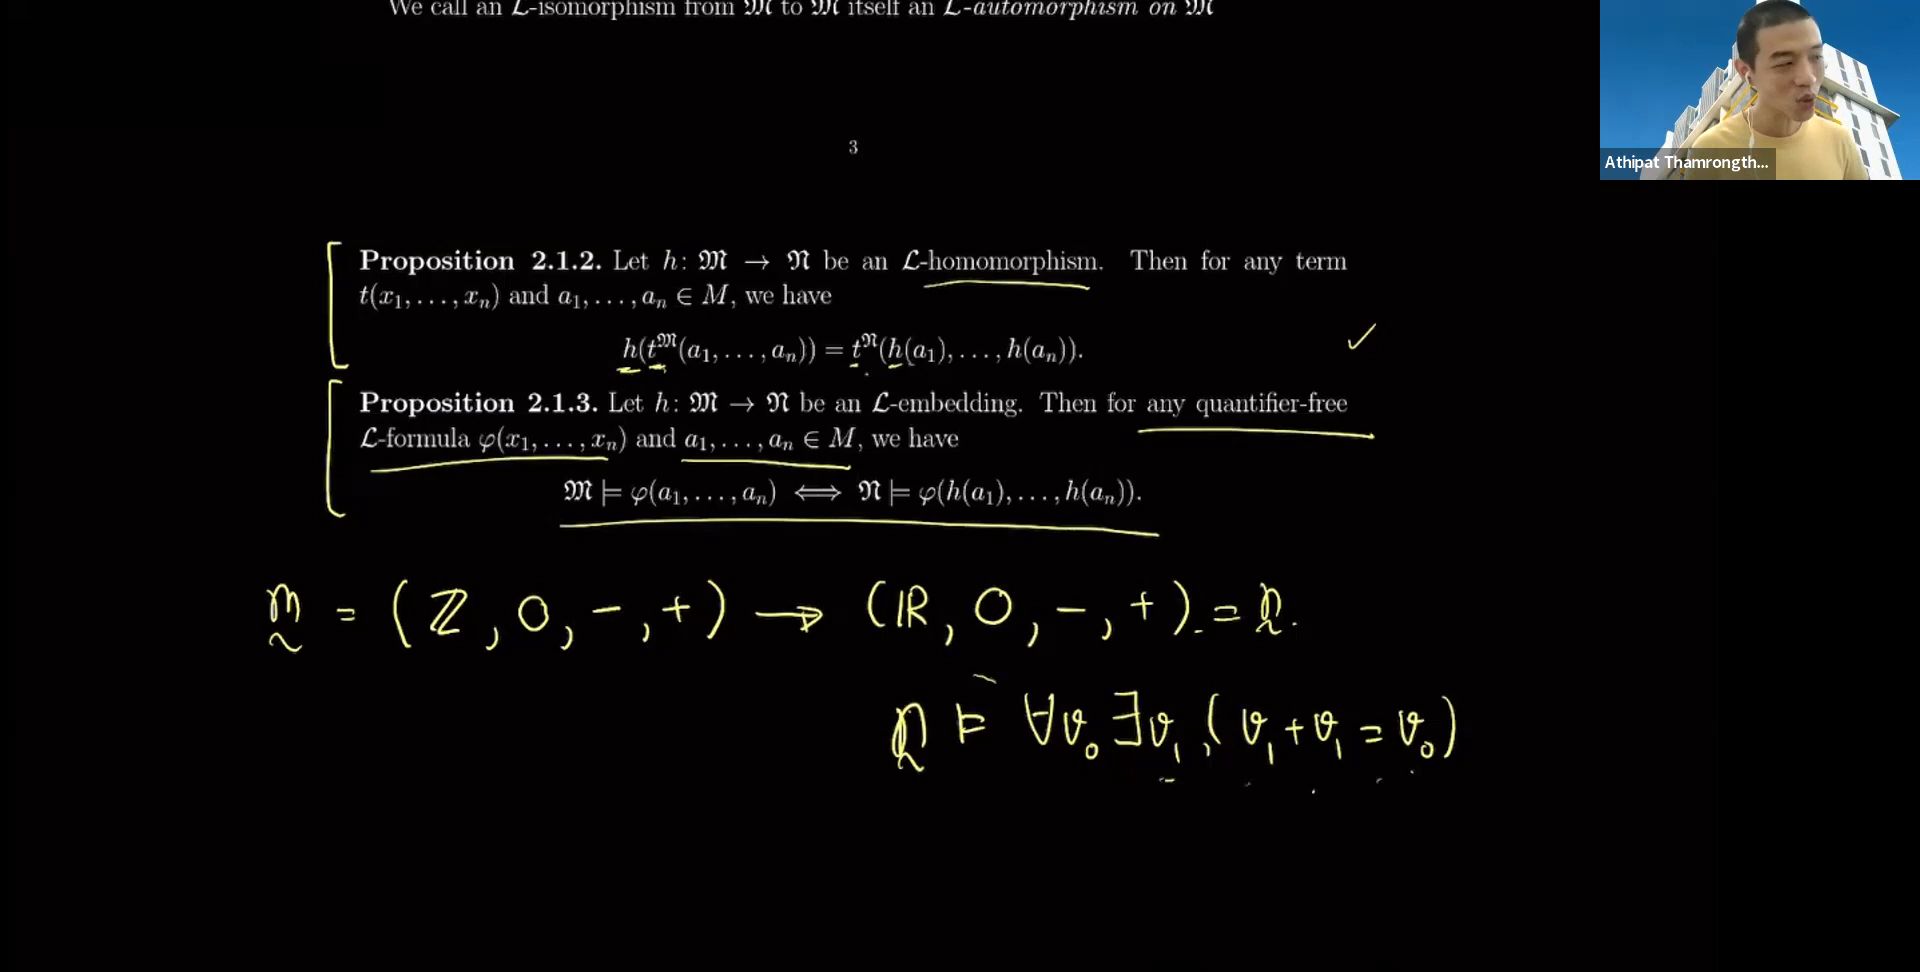 We call an ℒ-isomorphism from 𝔐 to 𝔐 itself an ℒ-automorphism on 𝔐
Athipat Thamrongth...
3
Proposition 2.1.2. Let h: 𝔐 → 𝔑 be an ℒ-homomorphism. Then for any term
t(x₁, . . . , xₙ) and a₁, . . . , aₙ ∈ M, we have
h(t^𝔐(a₁, . . . , aₙ)) = t^𝔑(h(a₁), . . . , h(aₙ)).
Proposition 2.1.3. Let h: 𝔐 → 𝔑 be an ℒ-embedding. Then for any quantifier-free
ℒ-formula φ(x₁, . . . , xₙ) and a₁, . . . , aₙ ∈ M, we have
𝔐 ⊨ φ(a₁, . . . , aₙ) ⟺ 𝔑 ⊨ φ(h(a₁), . . . , h(aₙ)).
𝔐 = (ℤ, 0, −, +) → (ℝ, 0, −, +). = 𝔑.
𝔑 ⊨ ∀v₀ ∃v₁ (v₁ + v₁ = v₀)